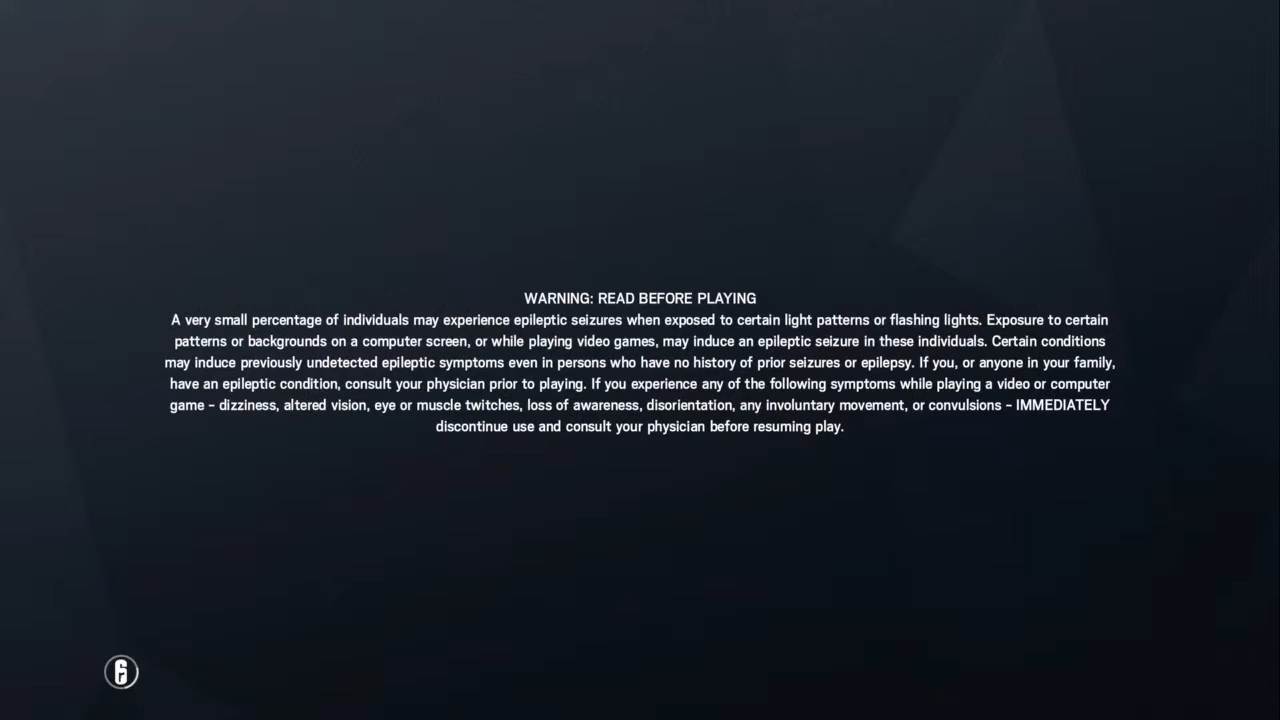 WARNING: READ BEFORE PLAYING
A very small percentage of individuals may experience epileptic seizures when exposed to certain light patterns or flashing lights. Exposure to certain
patterns or backgrounds on a computer screen, or while playing video games, may induce an epileptic seizure in these individuals. Certain conditions
may induce previously undetected epileptic symptoms even in persons who have no history of prior seizures or epilepsy. If you, or anyone in your family,
have an epileptic condition, consult your physician prior to playing. If you experience any of the following symptoms while playing a video or computer
game – dizziness, altered vision, eye or muscle twitches, loss of awareness, disorientation, any involuntary movement, or convulsions – IMMEDIATELY
discontinue use and consult your physician before resuming play.
6